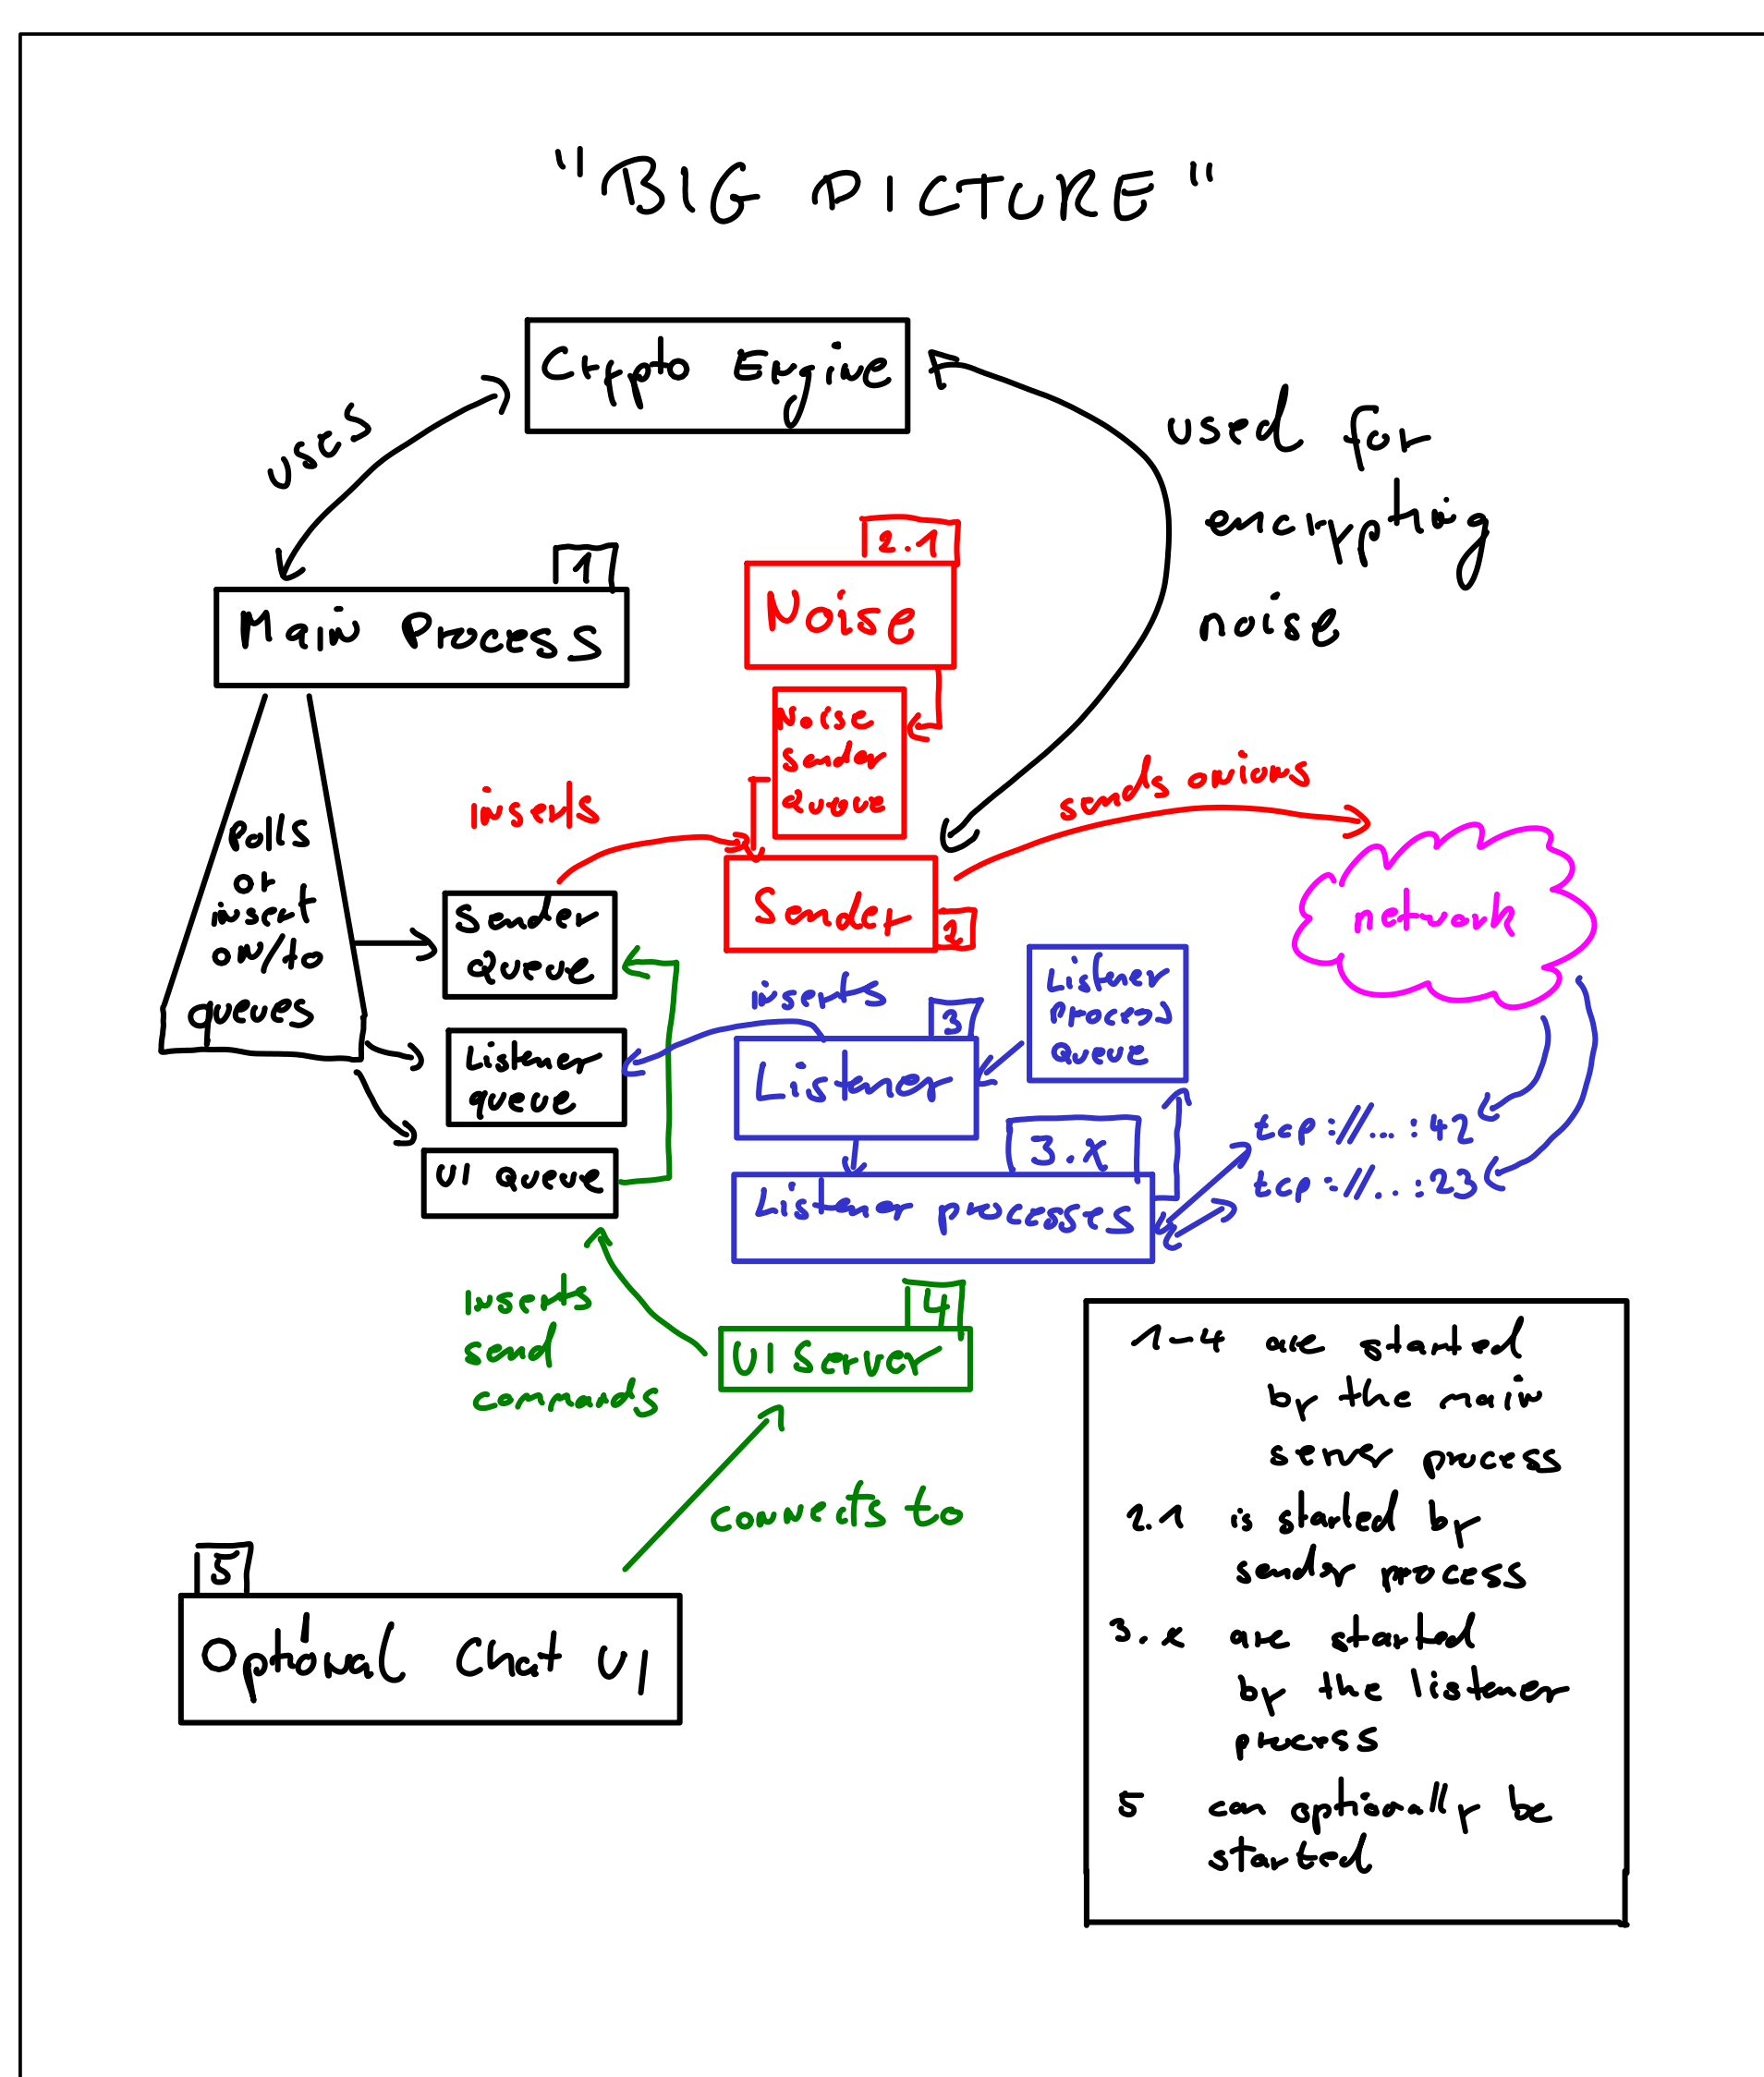 "BIG PICTURE"
Crypto Engine
uses
used for
encrypting
noise
1
Main Process
2.1
Noise
Noise
sender
queue
inserts
sends onions
Polls
or
insert
on/to
queues
Sender
Queue
Sender
2
network
inserts
3
Listener
Process
Queue
Listener
queue
Listener
UI Queue
3.x
Listener processes
tcp://...:42
tcp://...:23
inserts
send
commands
4
UI Server
connects to
5
Optional Chat UI
1-4 are started
by the main
server process
2.1 is started by
sender process
3.x are started
by the listener
process
5 can optionally be
started